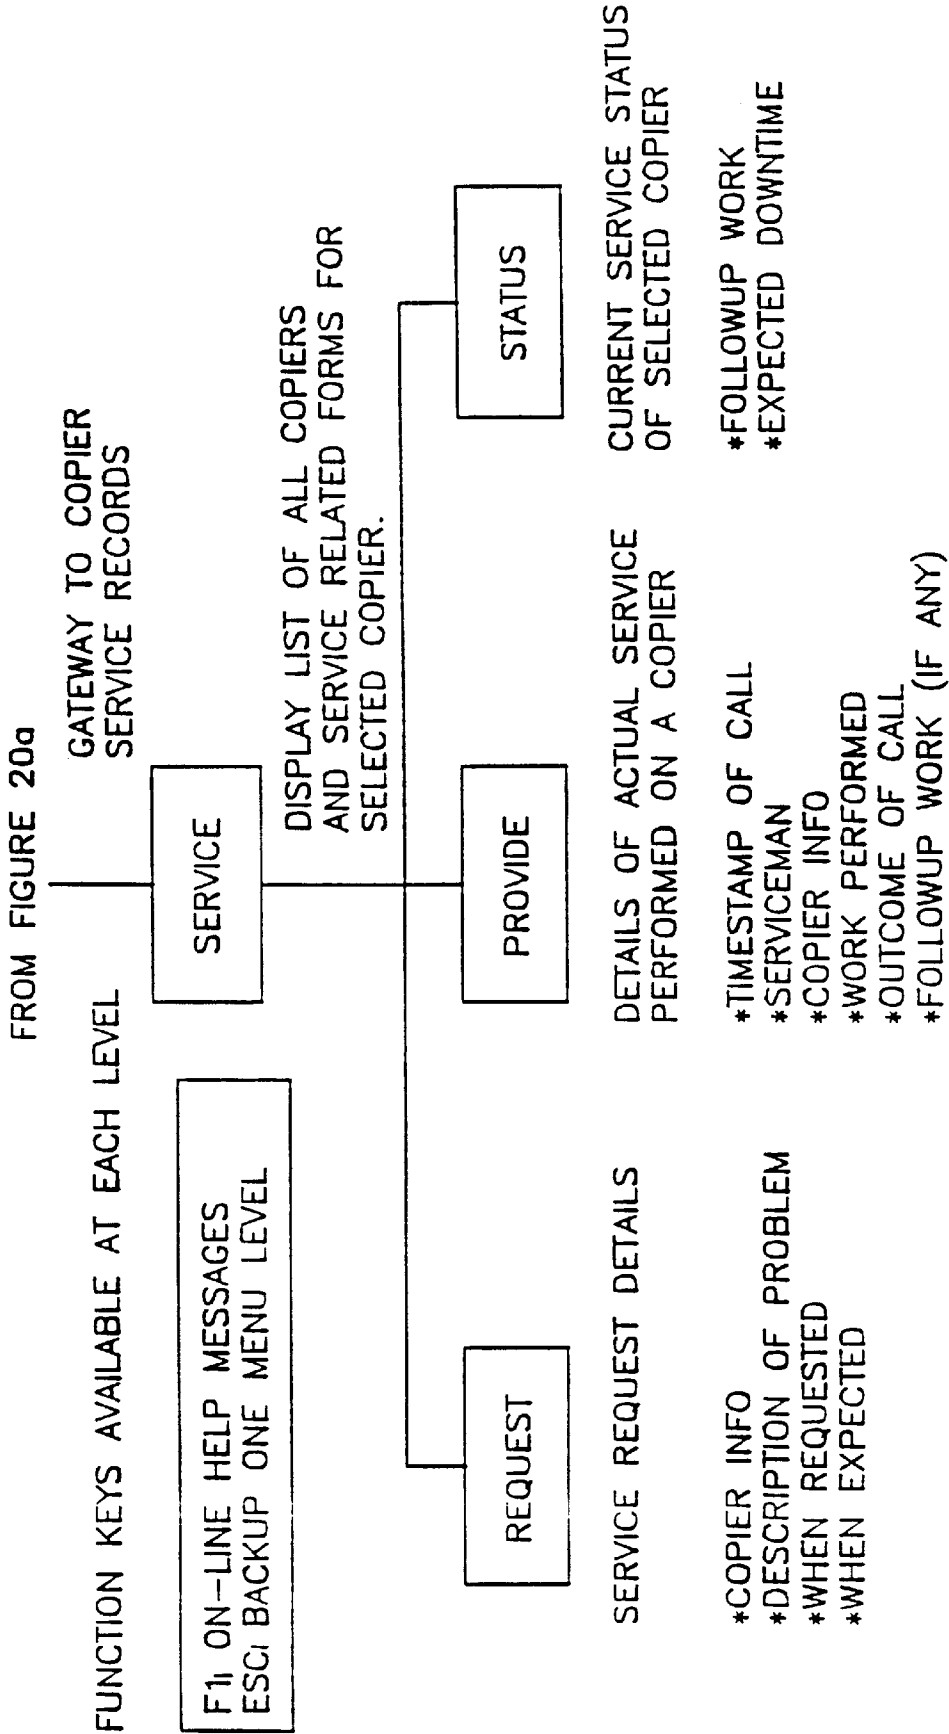 FROM FIGURE 20a
FUNCTION KEYS AVAILABLE AT EACH LEVEL
GATEWAY TO COPIER
SERVICE RECORDS
F1: ON-LINE HELP MESSAGES
ESC: BACKUP ONE MENU LEVEL
SERVICE
DISPLAY LIST OF ALL COPIERS
AND SERVICE RELATED FORMS FOR
SELECTED COPIER.
REQUEST
SERVICE REQUEST DETAILS
*COPIER INFO
*DESCRIPTION OF PROBLEM
*WHEN REQUESTED
*WHEN EXPECTED
PROVIDE
DETAILS OF ACTUAL SERVICE
PERFORMED ON A COPIER
*TIMESTAMP OF CALL
*SERVICEMAN
*COPIER INFO
*WORK PERFORMED
*OUTCOME OF CALL
*FOLLOWUP WORK (IF ANY)
STATUS
CURRENT SERVICE STATUS
OF SELECTED COPIER
*FOLLOWUP WORK
*EXPECTED DOWNTIME